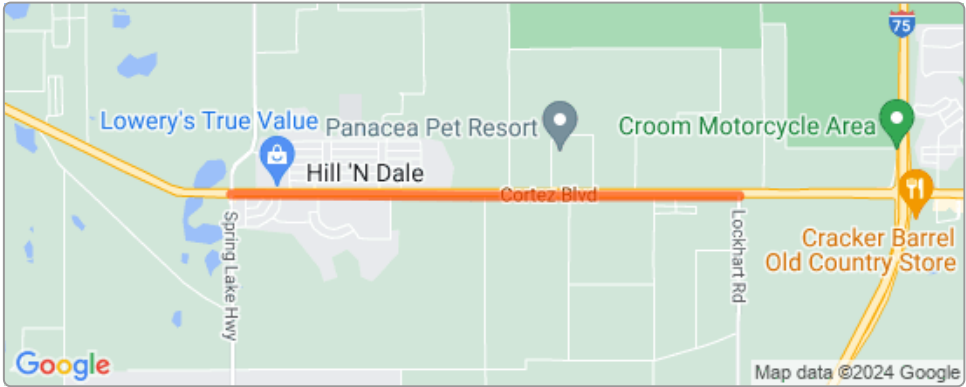 75
Lowery's True Value
Panacea Pet Resort
Croom Motorcycle Area
Hill 'N Dale
Cortez Blvd
Spring Lake Hwy
Lockhart Rd
Cracker Barrel
Old Country Store
Google
Map data ©2024 Google